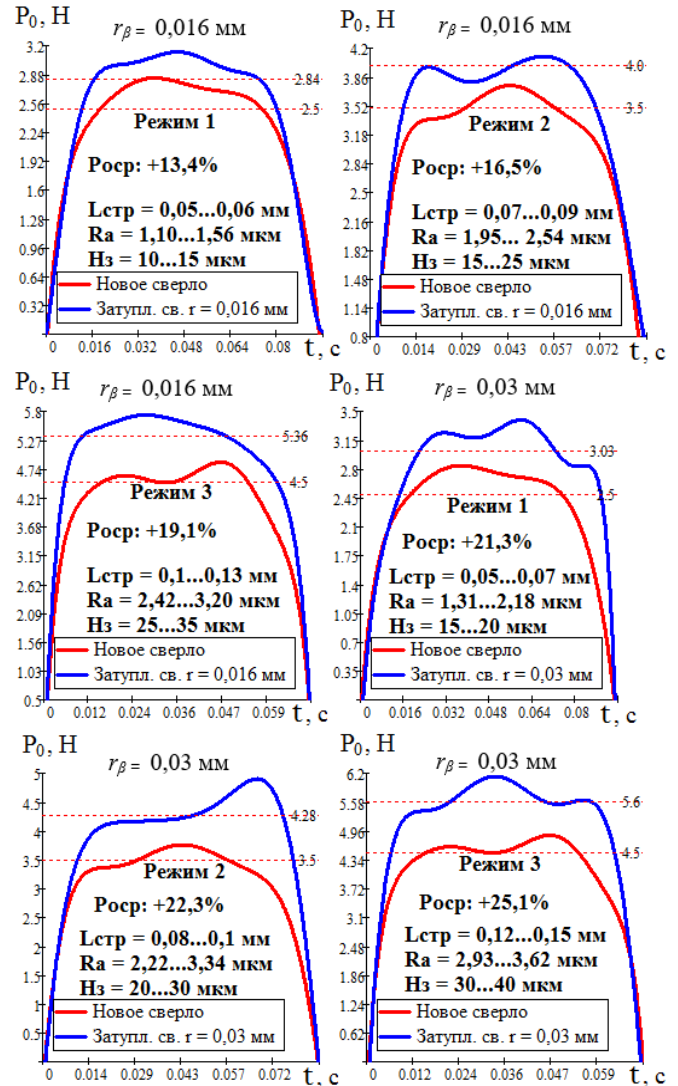 P₀, Н
r_β = 0,016 мм
3.2
2.88
2.56
2.24
1.92
1.6
1.28
0.96
0.64
0.32
2.84
2.5
Режим 1
Роср: +13,4%
Lстр = 0,05...0,06 мм
Ra = 1,10...1,56 мкм
Нз = 10...15 мкм
Новое сверло
Затупл. св. r = 0,016 мм
0 0.016 0.032 0.048 0.064 0.08
t, с
P₀, Н
r_β = 0,016 мм
4.2
3.86
3.52
3.18
2.84
2.5
2.16
1.82
1.48
1.14
0.8
4.0
3.5
Режим 2
Роср: +16,5%
Lстр = 0,07...0,09 мм
Ra = 1,95... 2,54 мкм
Нз = 15...25 мкм
Новое сверло
Затупл. св. r = 0,016 мм
0 0.014 0.029 0.043 0.057 0.072
t, с
P₀, Н
r_β = 0,016 мм
5.8
5.27
4.74
4.21
3.68
3.15
2.62
2.09
1.56
1.03
0.5
5.36
4.5
Режим 3
Роср: +19,1%
Lстр = 0,1...0,13 мм
Ra = 2,42...3,20 мкм
Нз = 25...35 мкм
Новое сверло
Затупл. св. r = 0,016 мм
0 0.012 0.024 0.036 0.047 0.059
t, с
P₀, Н
r_β = 0,03 мм
3.5
3.15
2.8
2.45
2.1
1.75
1.4
1.05
0.7
0.35
3.03
2.5
Режим 1
Роср: +21,3%
Lстр = 0,05...0,07 мм
Ra = 1,31...2,18 мкм
Нз = 15...20 мкм
Новое сверло
Затупл. св. r = 0,03 мм
0 0.016 0.032 0.048 0.064 0.08
t, с
P₀, Н
r_β = 0,03 мм
5
4.5
4
3.5
3
2.5
2
1.5
1
0.5
4.28
3.5
Режим 2
Роср: +22,3%
Lстр = 0,08...0,1 мм
Ra = 2,22...3,34 мкм
Нз = 20...30 мкм
Новое сверло
Затупл. св. r = 0,03 мм
0 0.014 0.029 0.043 0.057 0.072
t, с
P₀, Н
r_β = 0,03 мм
6.2
5.58
4.96
4.34
3.72
3.1
2.48
1.86
1.24
0.62
5.6
4.5
Режим 3
Роср: +25,1%
Lстр = 0,12...0,15 мм
Ra = 2,93...3,62 мкм
Нз = 30...40 мкм
Новое сверло
Затупл. св. r = 0,03 мм
0 0.012 0.024 0.036 0.047 0.059
t, с